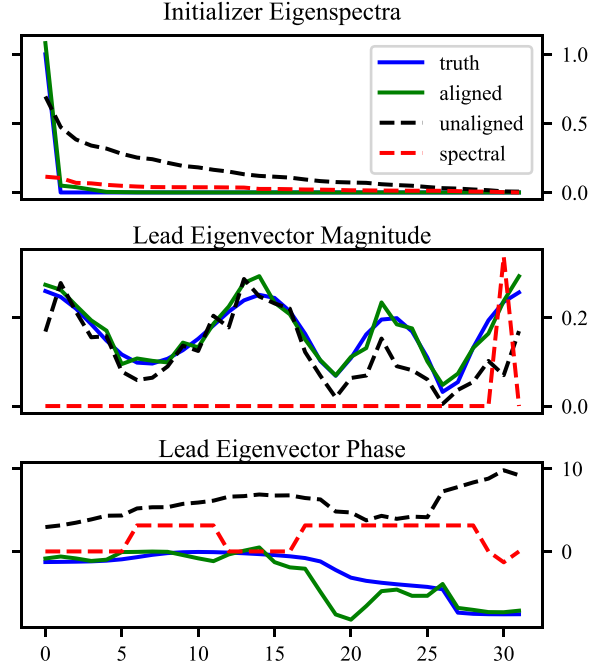 Initializer Eigenspectra
truth
aligned
unaligned
spectral
1.0
0.5
0.0
Lead Eigenvector Magnitude
0.2
0.0
Lead Eigenvector Phase
10
0
0 5 10 15 20 25 30